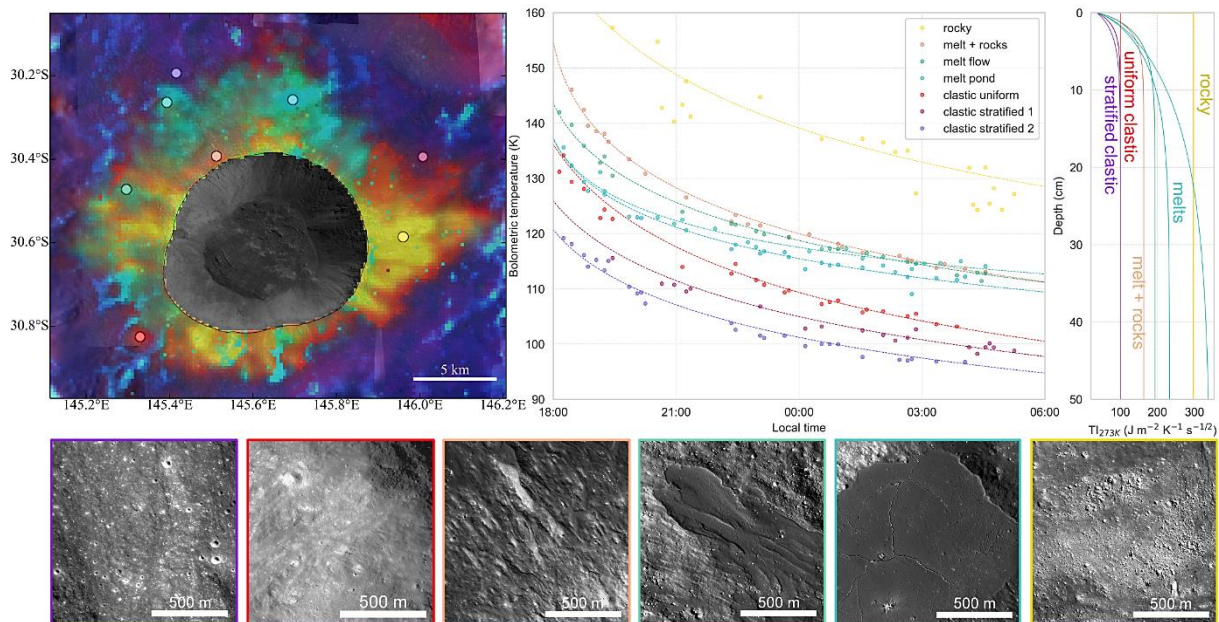 30.2°S
30.4°S
30.6°S
30.8°S
145.2°E 145.4°E 145.6°E 145.8°E 146.0°E 146.2°E
5 km
Bolometric temperature (K)
160
150
140
130
120
110
100
90
18:00 21:00 00:00 03:00 06:00
Local time
rocky
melt + rocks
melt flow
melt pond
clastic uniform
clastic stratified 1
clastic stratified 2
Depth (cm)
0
10
20
30
40
50
100 200 300
TI273K (J m−2 K−1 s−1/2)
stratified clastic
uniform clastic
melt + rocks
melts
rocky
500 m
500 m
500 m
500 m
500 m
500 m